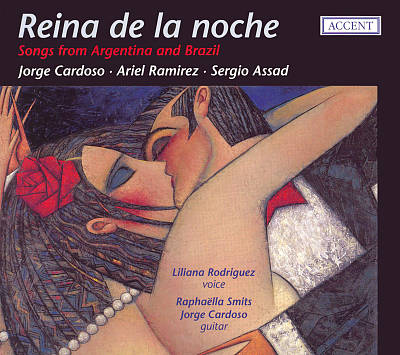 Reina de la noche
ACCENT
Songs from Argentina and Brazil
Jorge Cardoso · Ariel Ramirez · Sergio Assad
Liliana Rodriguez
voice
Raphaëlla Smits
Jorge Cardoso
guitar